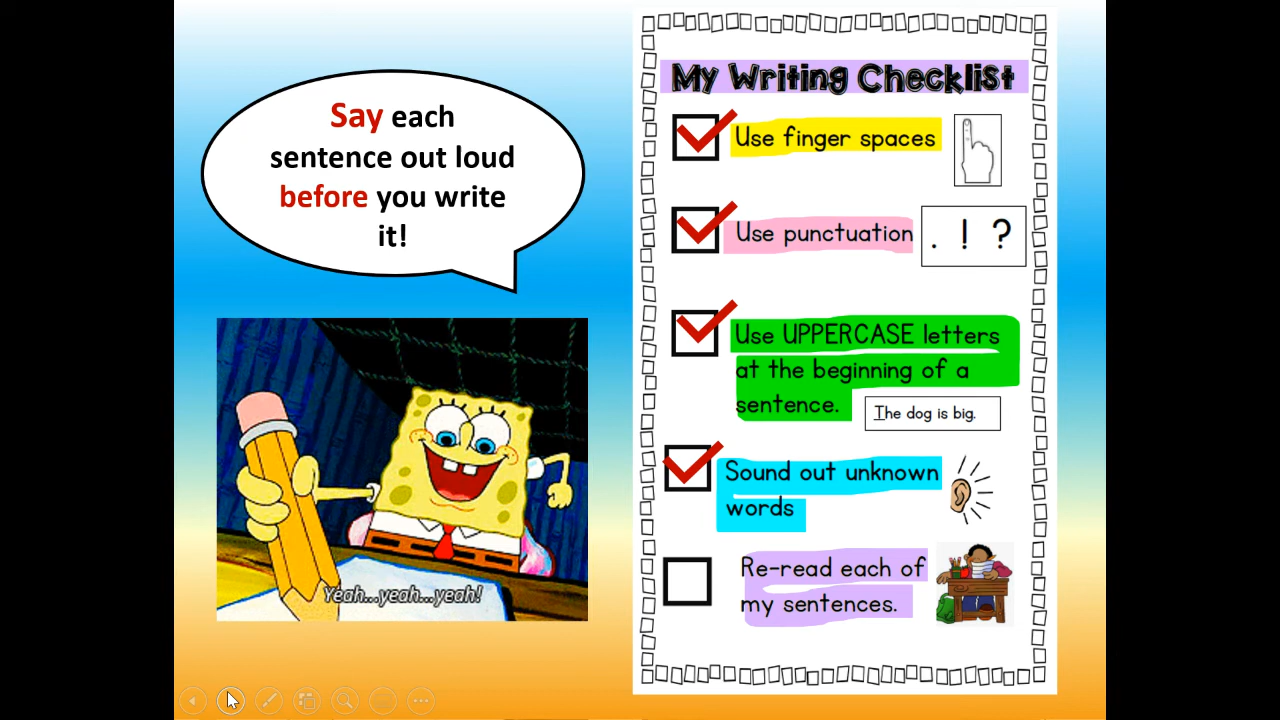 Say each
sentence out loud
before you write
it!
Yeah...yeah...yeah!
My Writing Checklist
Use finger spaces
Use punctuation
. ! ?
Use UPPERCASE letters
at the beginning of a
sentence.
The dog is big.
Sound out unknown
words
Re-read each of
my sentences.